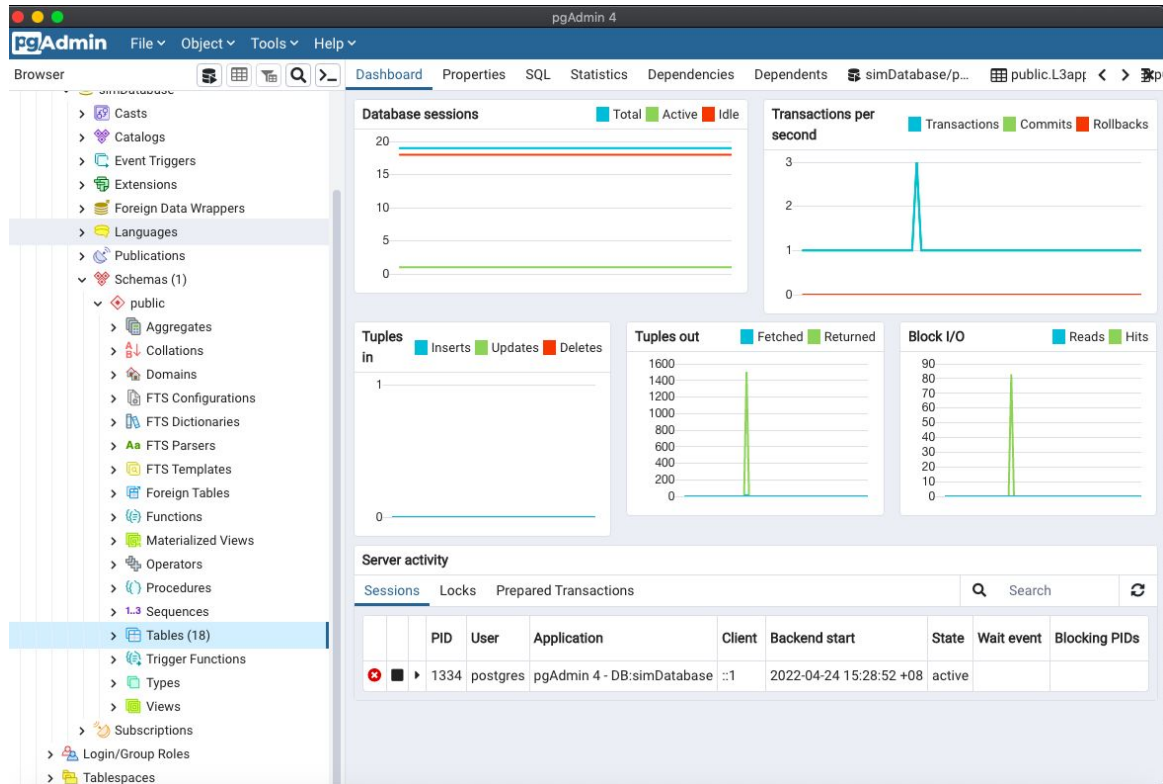 pgAdmin 4
pgAdmin File Object Tools Help
Browser
Dashboard Properties SQL Statistics Dependencies Dependents simDatabase/p... public.L3app
simDatabase
Casts
Catalogs
Event Triggers
Extensions
Foreign Data Wrappers
Languages
Publications
Schemas (1)
public
Aggregates
Collations
Domains
FTS Configurations
FTS Dictionaries
Aa FTS Parsers
FTS Templates
Foreign Tables
Functions
Materialized Views
Operators
Procedures
1..3 Sequences
Tables (18)
Trigger Functions
Types
Views
Subscriptions
Login/Group Roles
Tablespaces
Database sessions
Total Active Idle
20
15
10
5
0
Transactions per
second
Transactions Commits Rollbacks
3
2
1
0
Tuples
in
Inserts Updates Deletes
1
0
Tuples out
Fetched Returned
1600
1400
1200
1000
800
600
400
200
0
Block I/O
Reads Hits
90
80
70
60
50
40
30
20
10
0
Server activity
Sessions Locks Prepared Transactions
Search
PID User Application Client Backend start State Wait event Blocking PIDs
1334 postgres pgAdmin 4 - DB:simDatabase ::1 2022-04-24 15:28:52 +08 active